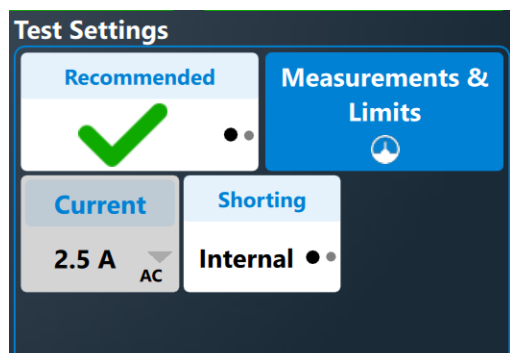 Test Settings
Recommended
Measurements &
Limits
Current
2.5 A
AC
Shorting
Internal